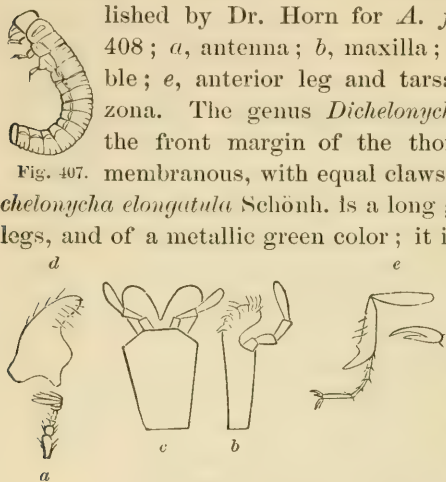 lished by Dr. Horn for A. f
408; a, antenna; b, maxilla;
ble; e, anterior leg and tarsa
zona. The genus Dichelonych
the front margin of the tho
Fig. 407. membranous, with equal claws
chelonycha elongatula Schönh. is a long
legs, and of a metallic green color; it i
d
e
c
b
a